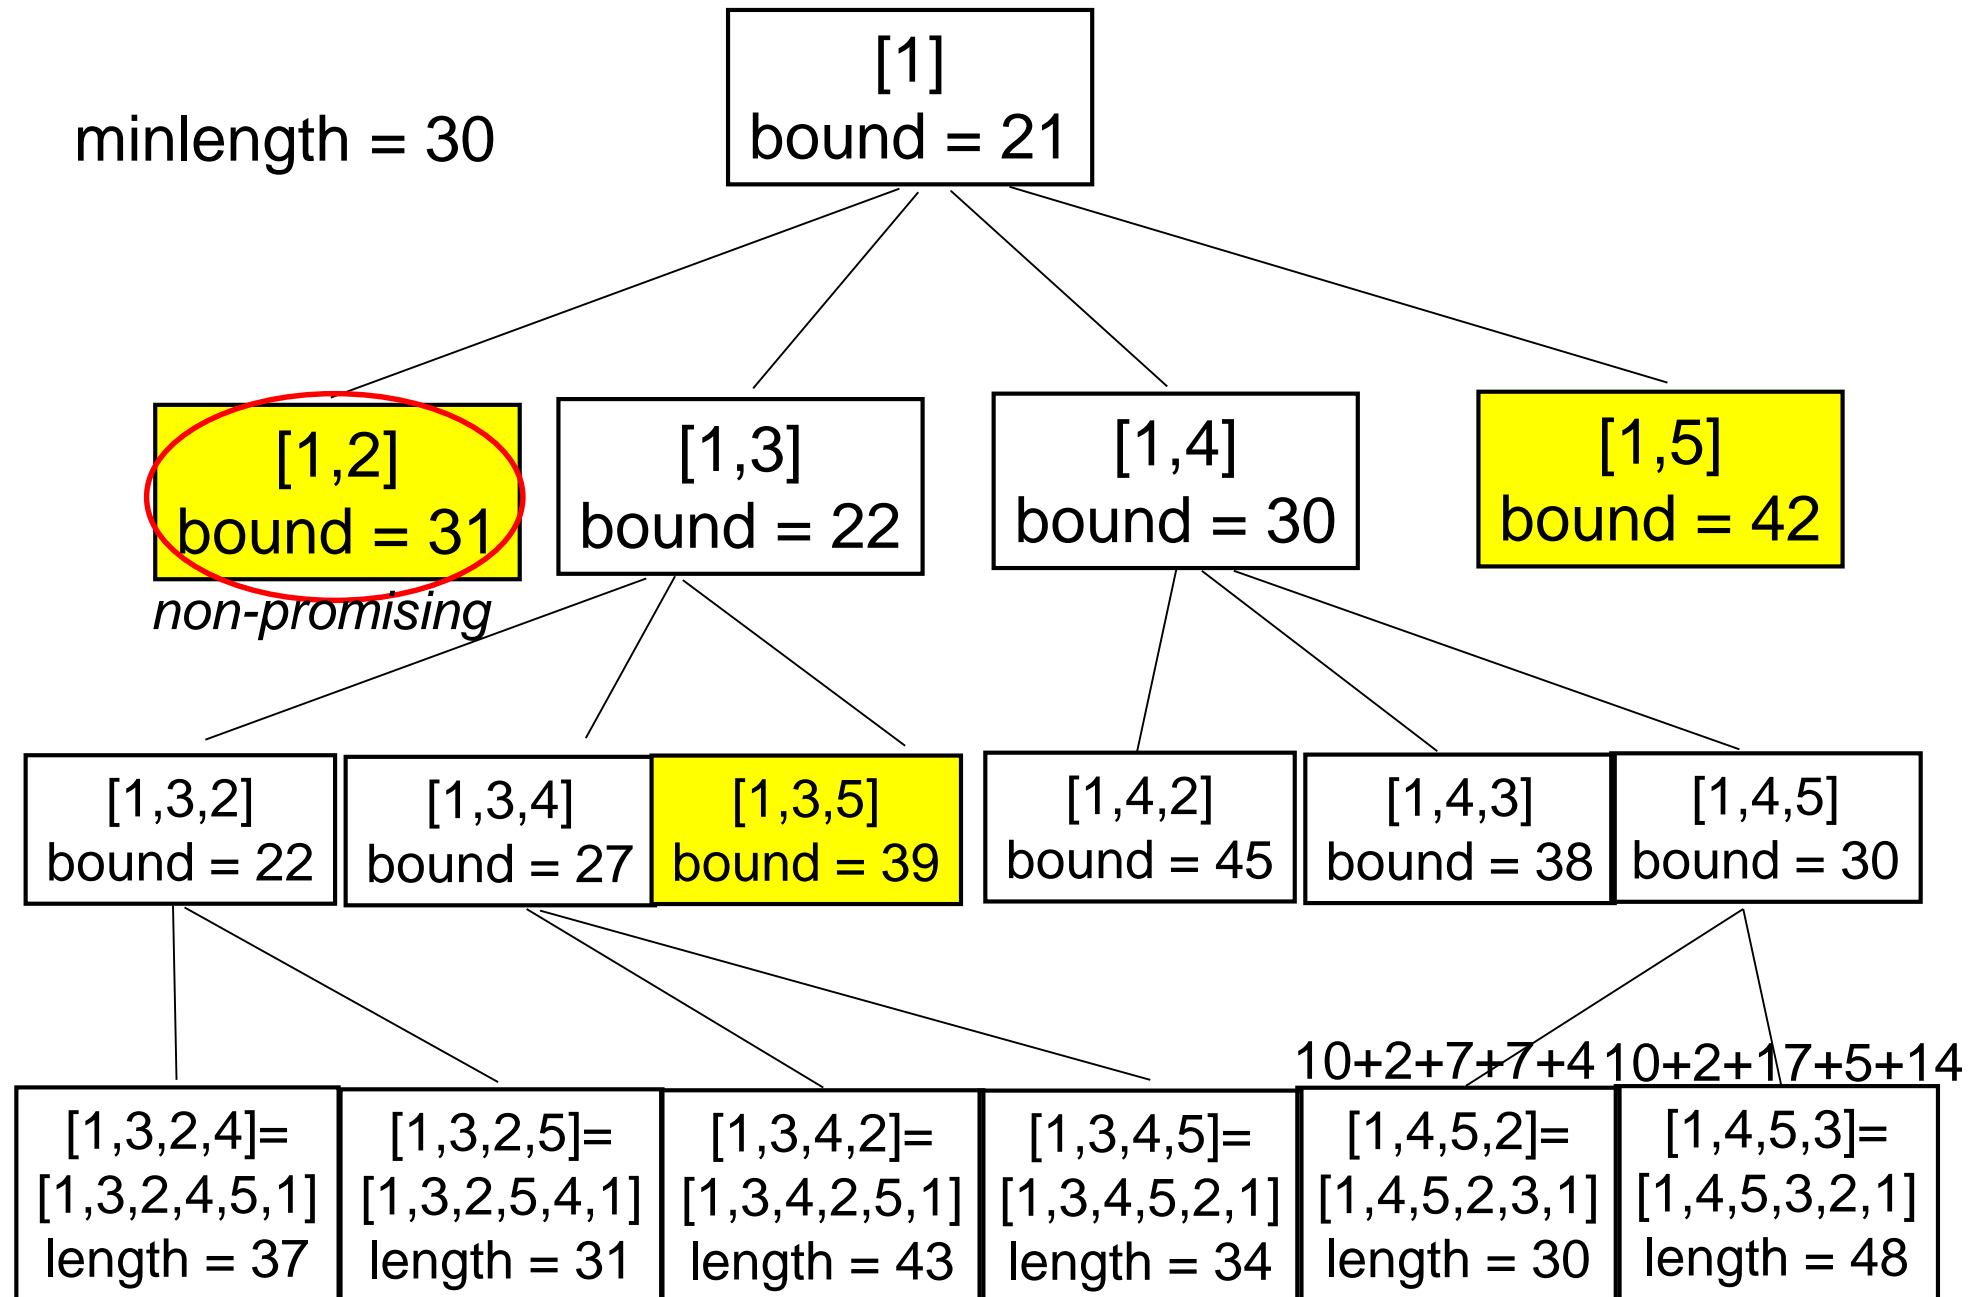 [1]
bound = 21
minlength = 30
[1,2]
bound = 31
non-promising
[1,3]
bound = 22
[1,4]
bound = 30
[1,5]
bound = 42
[1,3,2]
bound = 22
[1,3,4]
bound = 27
[1,3,5]
bound = 39
[1,4,2]
bound = 45
[1,4,3]
bound = 38
[1,4,5]
bound = 30
[1,3,2,4]=
[1,3,2,4,5,1]
length = 37
[1,3,2,5]=
[1,3,2,5,4,1]
length = 31
[1,3,4,2]=
[1,3,4,2,5,1]
length = 43
[1,3,4,5]=
[1,3,4,5,2,1]
length = 34
10+2+7+7+4
[1,4,5,2]=
[1,4,5,2,3,1]
length = 30
10+2+17+5+14
[1,4,5,3]=
[1,4,5,3,2,1]
length = 48